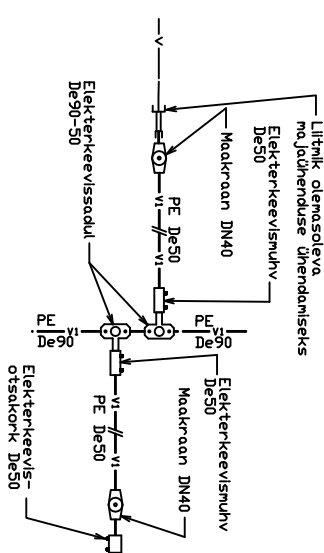 Liitmik olemasoleva
majaühenduse ühendamiseks
Maakraan DN40
Elekterkeevismuhv
De50
V
V1
PE De50
V1
Elekterkeevissadul
De90-50
PE
V1
De90
PE
V1
De90
Elekterkeevismuhv
De50
Maakraan DN40
V1
PE De50
V1
Elekterkeevis-
otsakork De50